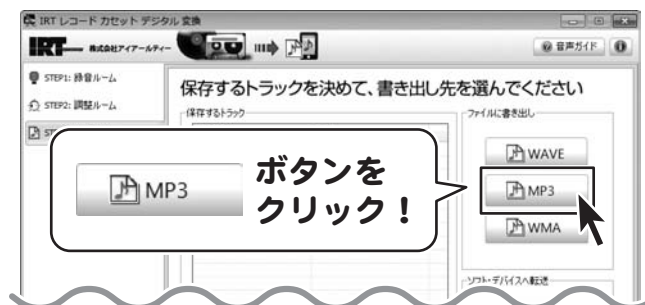 IRT レコード カセット デジタル 変換
IRT 株式会社アイアールティー
音声ガイド
STEP1: 録音ルーム
STEP2: 調整ルーム
保存するトラックを決めて、書き出し先を選んでください
保存するトラック
ファイルに書き出し
WAVE
MP3
WMA
MP3
ボタンを
クリック！
ソフト・デバイスへ転送